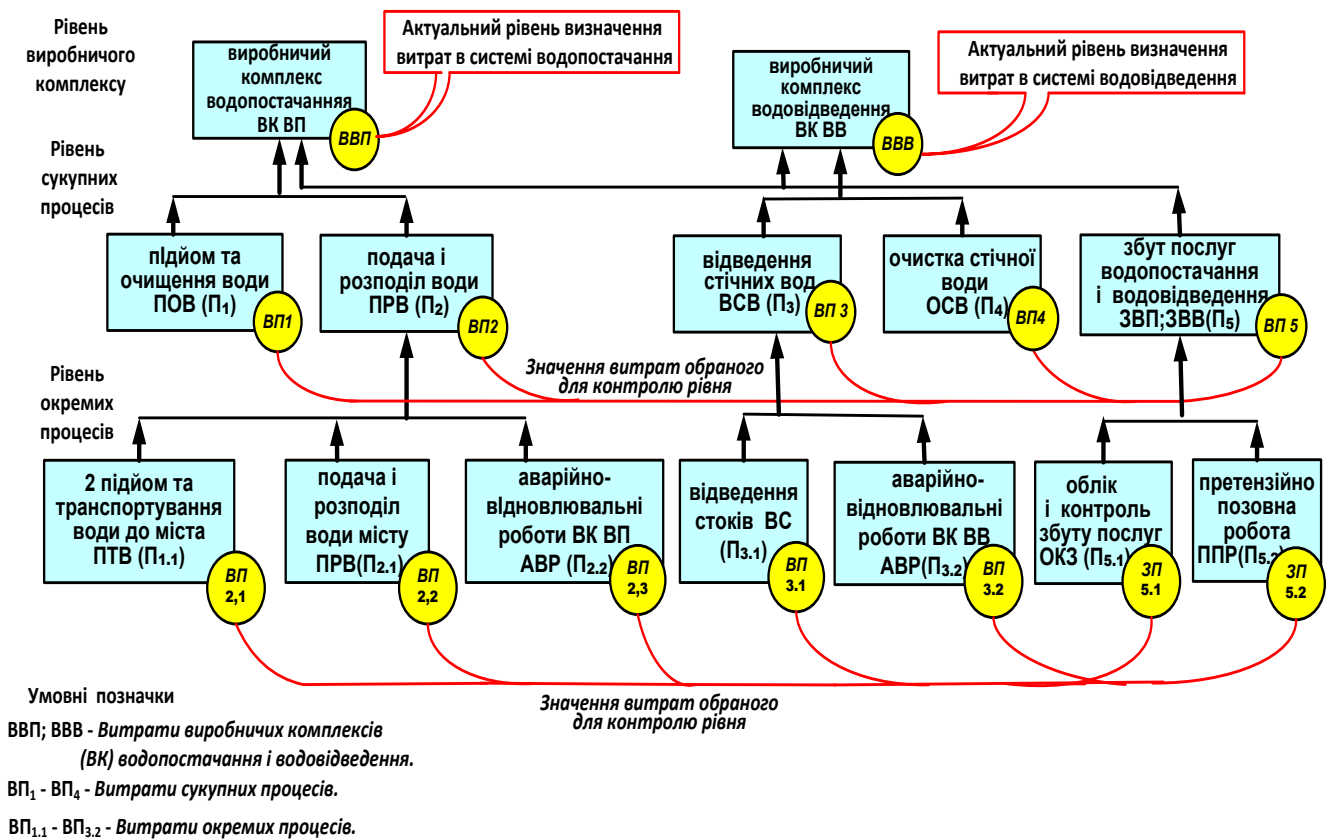 Рівень
виробничого
комплексу
виробничий
комплекс
водопостачанняя
ВК ВП
ВВП
Актуальний рівень визначення
витрат в системі водопостачання
виробничий
комплекс
водовідведення
ВК ВВ
ВВВ
Актуальний рівень визначення
витрат в системі водовідведення
Рівень
сукупних
процесів
підйом та
очищення води
ПОВ (П₁)
ВП1
подача і
розподіл води
ПРВ (П₂)
ВП2
відведення
стічних вод
ВСВ (П₃)
ВП 3
очистка стічної
води
ОСВ (П₄)
ВП4
збут послуг
водопостачання
і водовідведення
ЗВП;ЗВВ(П₅)
ВП 5
Значення витрат обраного
для контролю рівня
Рівень
окремих
процесів
2 підйом та
транспортування
води до міста
ПТВ (П₁.₁)
ВП
2,1
подача і
розподіл
води місту
ПРВ(П₂.₁)
ВП
2,2
аварійно-
відновлювальні
роботи ВК ВП
АВР (П₂.₂)
ВП
2,3
відведення
стоків ВС
(П₃.₁)
ВП
3.1
аварійно-
відновлювальні
роботи ВК ВВ
АВР(П₃.₂)
ВП
3.2
облік
і контроль
збуту послуг
ОКЗ (П₅.₁)
ЗП
5.1
претензійно
позовна
робота
ППР(П₅.₂)
ЗП
5.2
Значення витрат обраного
для контролю рівня
Умовні позначки
ВВП; ВВВ - Витрати виробничих комплексів
(ВК) водопостачання і водовідведення.
ВП₁ - ВП₄ - Витрати сукупних процесів.
ВП₁.₁ - ВП₃.₂ - Витрати окремих процесів.